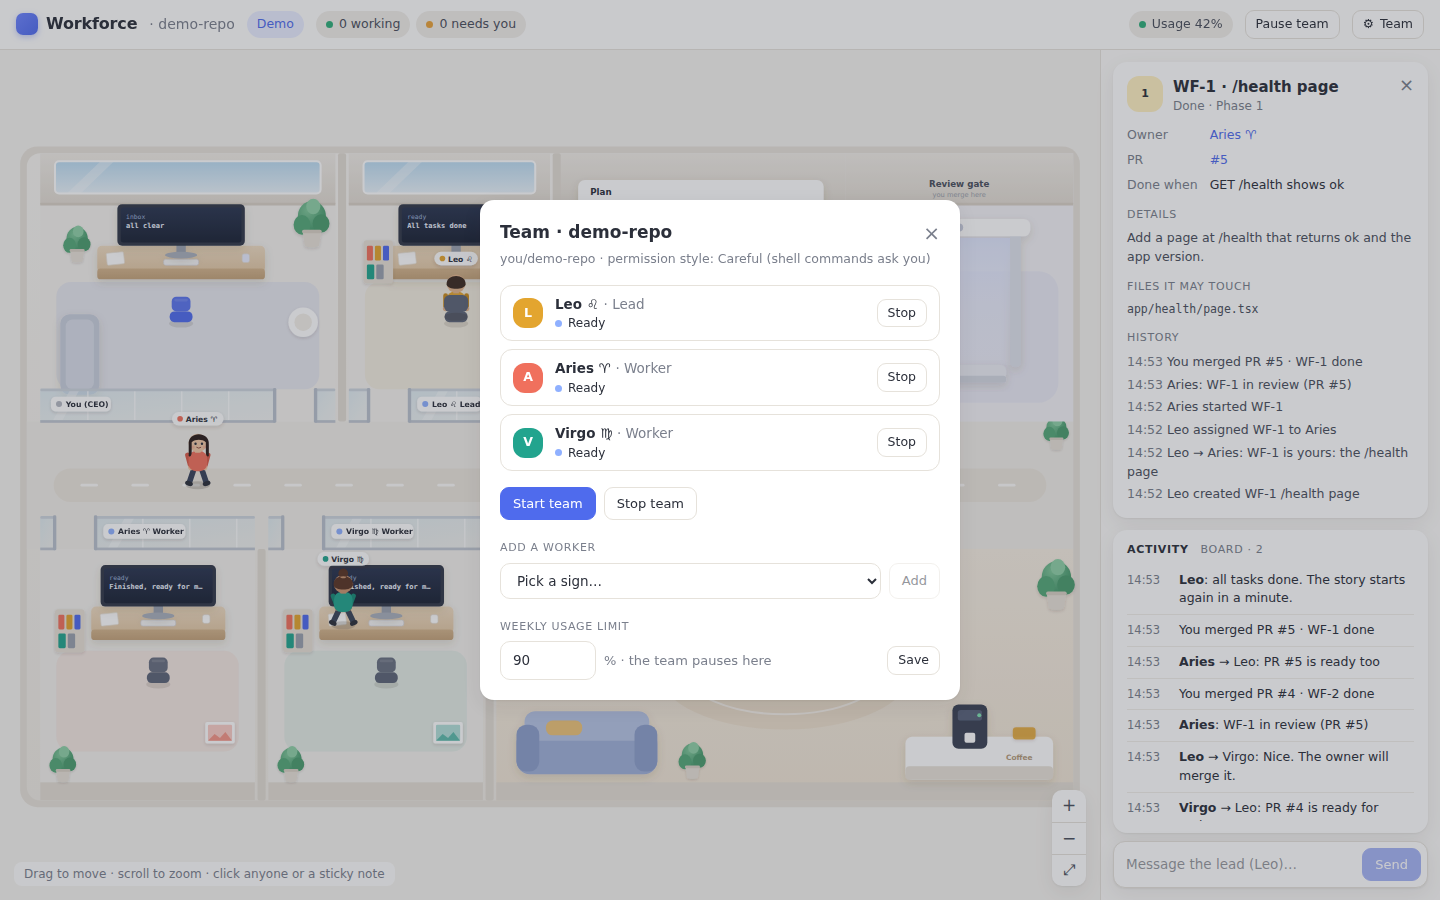 Workforce · demo-repo Demo 0 working 0 needs you Usage 42% Pause team ⚙ Team
inbox
all clear
ready
All tasks done
Leo ♌
Plan
Review gate
you merge here
You (CEO)
Leo ♌ Lead
Aries ♈
Aries ♈ Worker
Virgo ♍ Worker
Virgo ♍
ready
Finished, ready for m…
Coffee
Drag to move · scroll to zoom · click anyone or a sticky note
+
−
⤢
Team · demo-repo ×
you/demo-repo · permission style: Careful (shell commands ask you)
L Leo ♌ · Lead
Ready
Stop
A Aries ♈ · Worker
Ready
Stop
V Virgo ♍ · Worker
Ready
Stop
Start team Stop team
ADD A WORKER
Pick a sign… Add
WEEKLY USAGE LIMIT
90 % · the team pauses here Save
1 WF-1 · /health page ×
Done · Phase 1
Owner Aries ♈
PR #5
Done when GET /health shows ok
DETAILS
Add a page at /health that returns ok and the
app version.
FILES IT MAY TOUCH
app/health/page.tsx
HISTORY
14:53 You merged PR #5 · WF-1 done
14:53 Aries: WF-1 in review (PR #5)
14:52 Aries started WF-1
14:52 Leo assigned WF-1 to Aries
14:52 Leo → Aries: WF-1 is yours: the /health
page
14:52 Leo created WF-1 /health page
ACTIVITY BOARD · 2
14:53 Leo: all tasks done. The story starts
again in a minute.
14:53 You merged PR #5 · WF-1 done
14:53 Aries → Leo: PR #5 is ready too
14:53 You merged PR #4 · WF-2 done
14:53 Aries: WF-1 in review (PR #5)
14:53 Leo → Virgo: Nice. The owner will
merge it.
14:53 Virgo → Leo: PR #4 is ready for
Message the lead (Leo)… Send